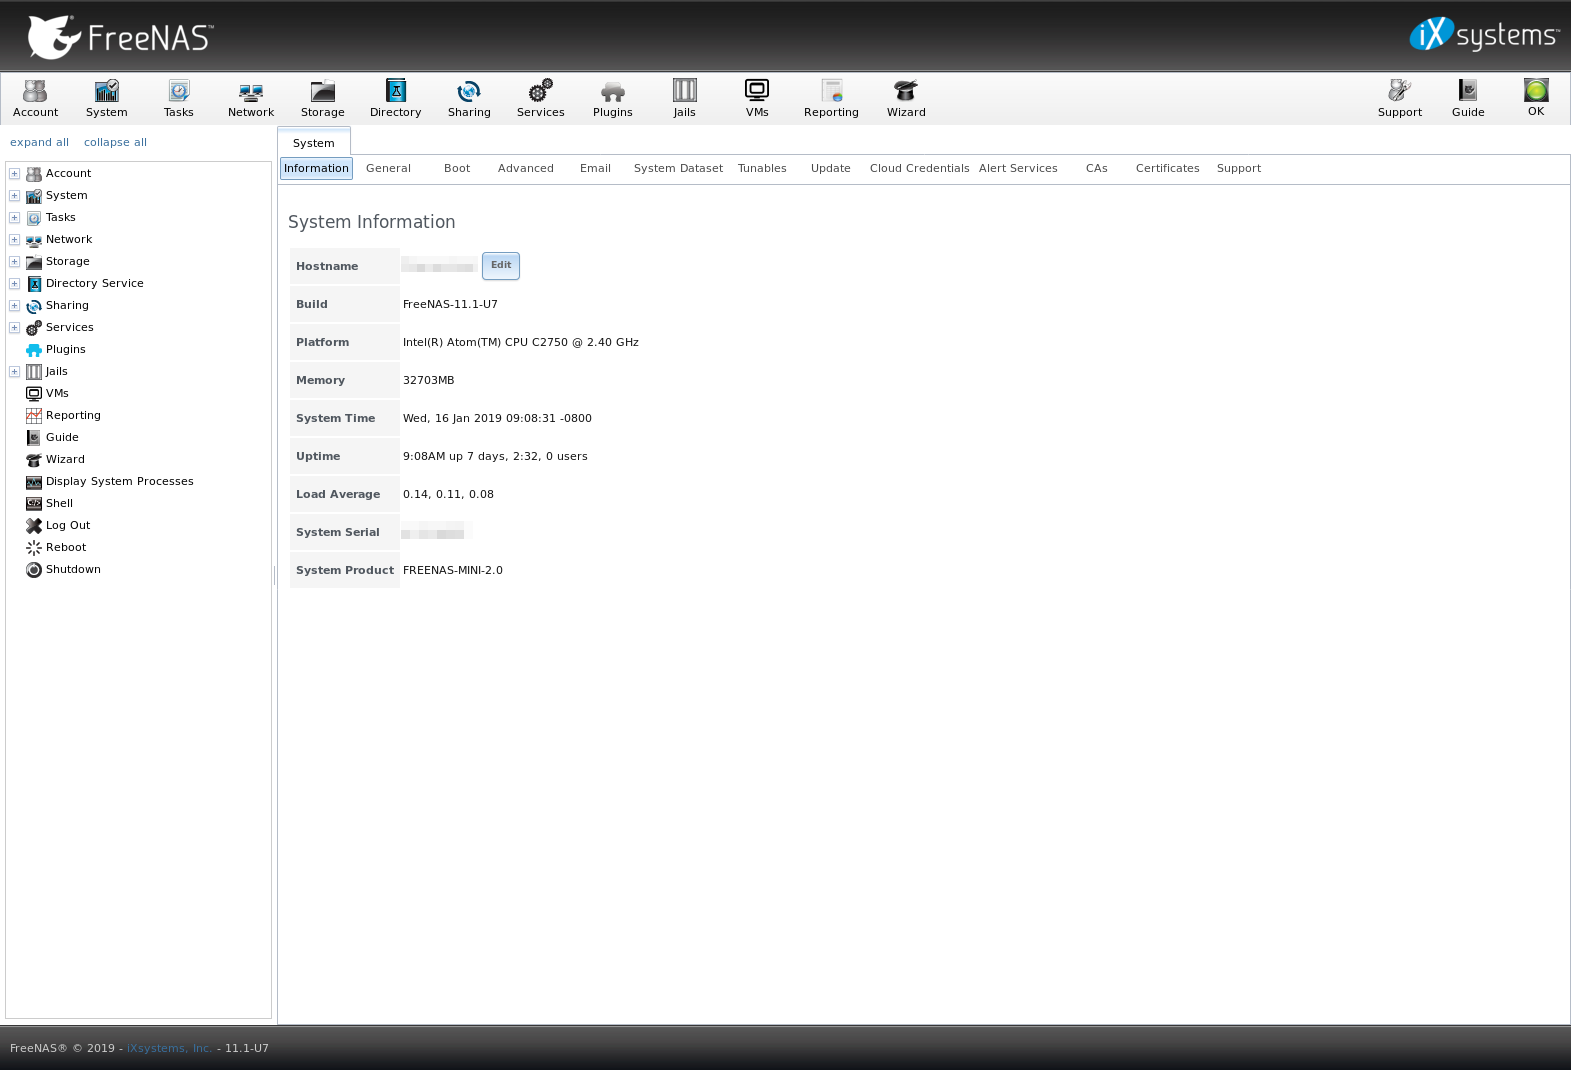 FreeNAS™
iXsystems™
Account System Tasks Network Storage Directory Sharing Services Plugins Jails VMs Reporting Wizard Support Guide OK
expand all collapse all
Account
System
Tasks
Network
Storage
Directory Service
Sharing
Services
Plugins
Jails
VMs
Reporting
Guide
Wizard
Display System Processes
Shell
Log Out
Reboot
Shutdown
System
Information General Boot Advanced Email System Dataset Tunables Update Cloud Credentials Alert Services CAs Certificates Support
System Information
Hostname Edit
Build FreeNAS-11.1-U7
Platform Intel(R) Atom(TM) CPU C2750 @ 2.40 GHz
Memory 32703MB
System Time Wed, 16 Jan 2019 09:08:31 -0800
Uptime 9:08AM up 7 days, 2:32, 0 users
Load Average 0.14, 0.11, 0.08
System Serial
System Product FREENAS-MINI-2.0
FreeNAS® © 2019 - iXsystems, Inc. - 11.1-U7